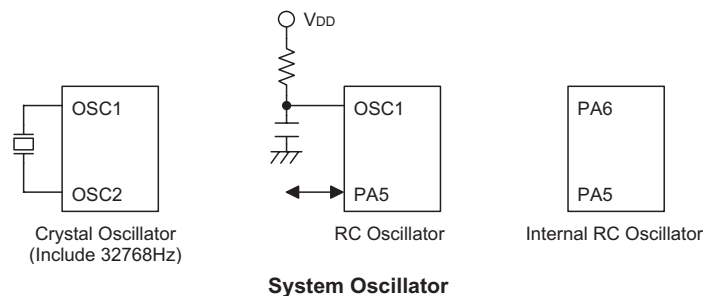 VDD
OSC1
OSC2
Crystal Oscillator
(Include 32768Hz)
OSC1
PA5
RC Oscillator
PA6
PA5
Internal RC Oscillator
System Oscillator